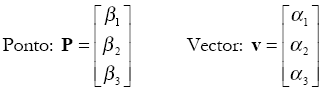 Ponto: P = [β₁ β₂ β₃] Vector: v = [α₁ α₂ α₃]